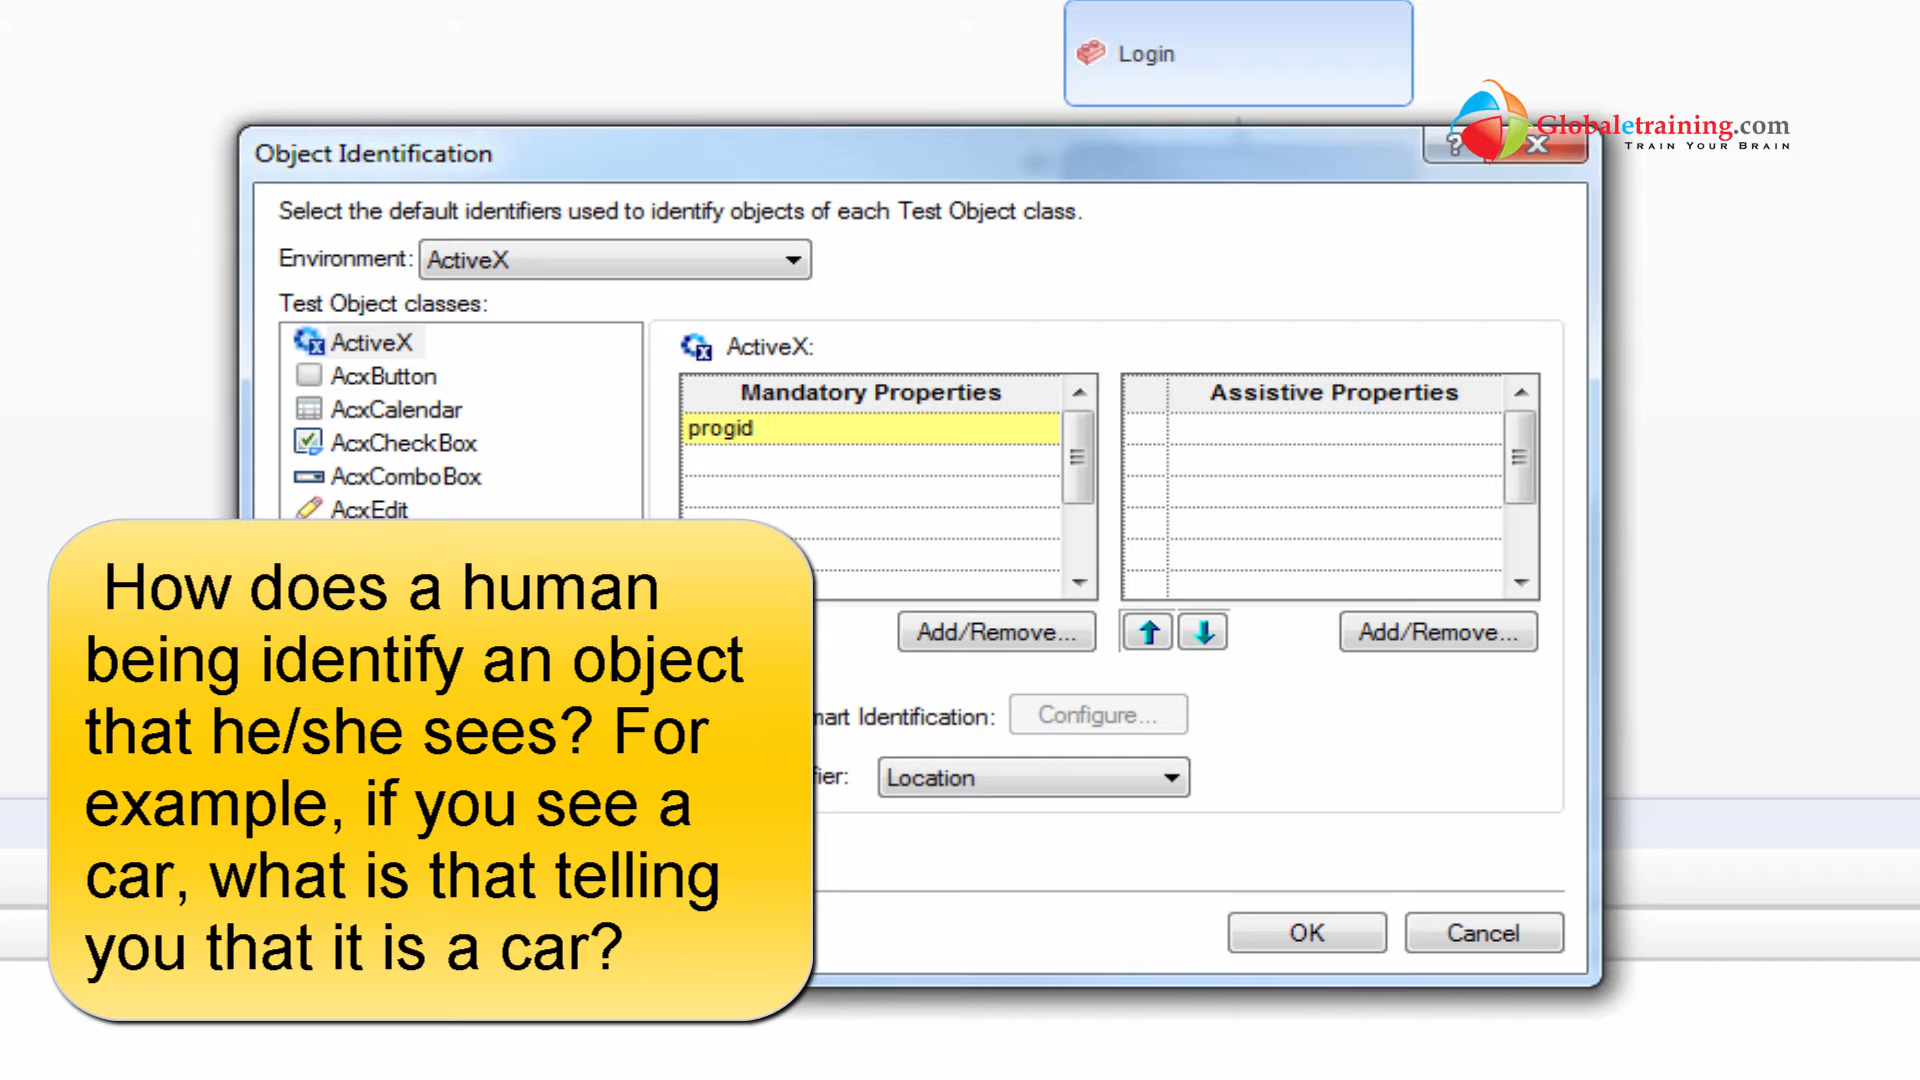 Login
Globaletraining.com
TRAIN YOUR BRAIN
Object Identification
Select the default identifiers used to identify objects of each Test Object class.
Environment: ActiveX
Test Object classes:
ActiveX
AcxButton
AcxCalendar
AcxCheckBox
AcxComboBox
AcxEdit
ActiveX:
Mandatory Properties
progid
Assistive Properties
Add/Remove...
Add/Remove...
mart Identification: Configure...
fier: Location
OK
Cancel
How does a human
being identify an object
that he/she sees? For
example, if you see a
car, what is that telling
you that it is a car?